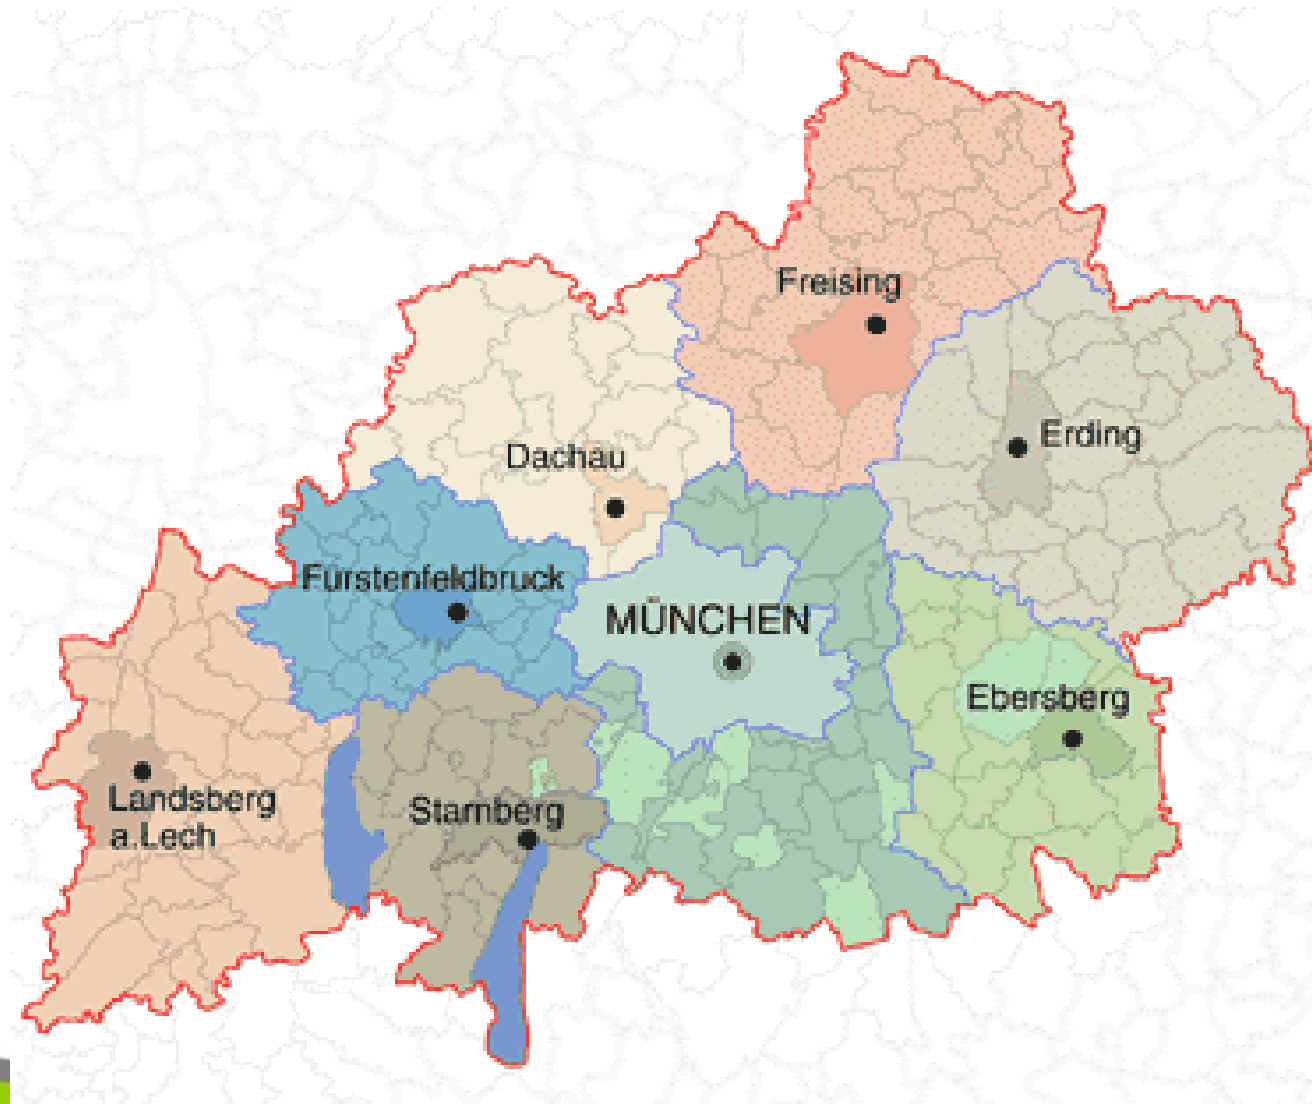 Freising
Erding
Dachau
Fürstenfeldbruck
MÜNCHEN
Ebersberg
Landsberg
a.Lech
Starnberg